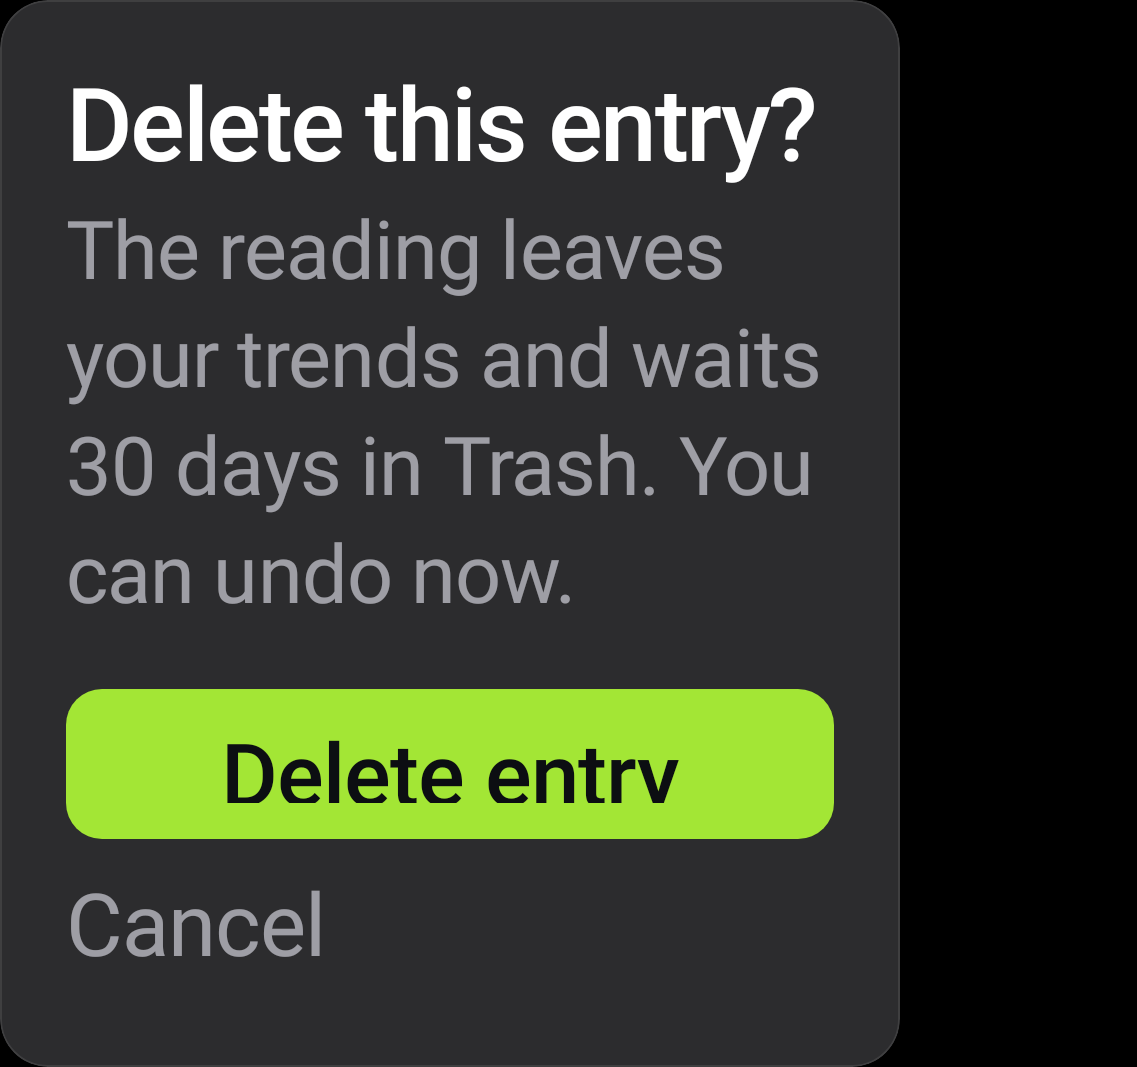 Delete this entry?
The reading leaves
your trends and waits
30 days in Trash. You
can undo now.
Delete entry
Cancel